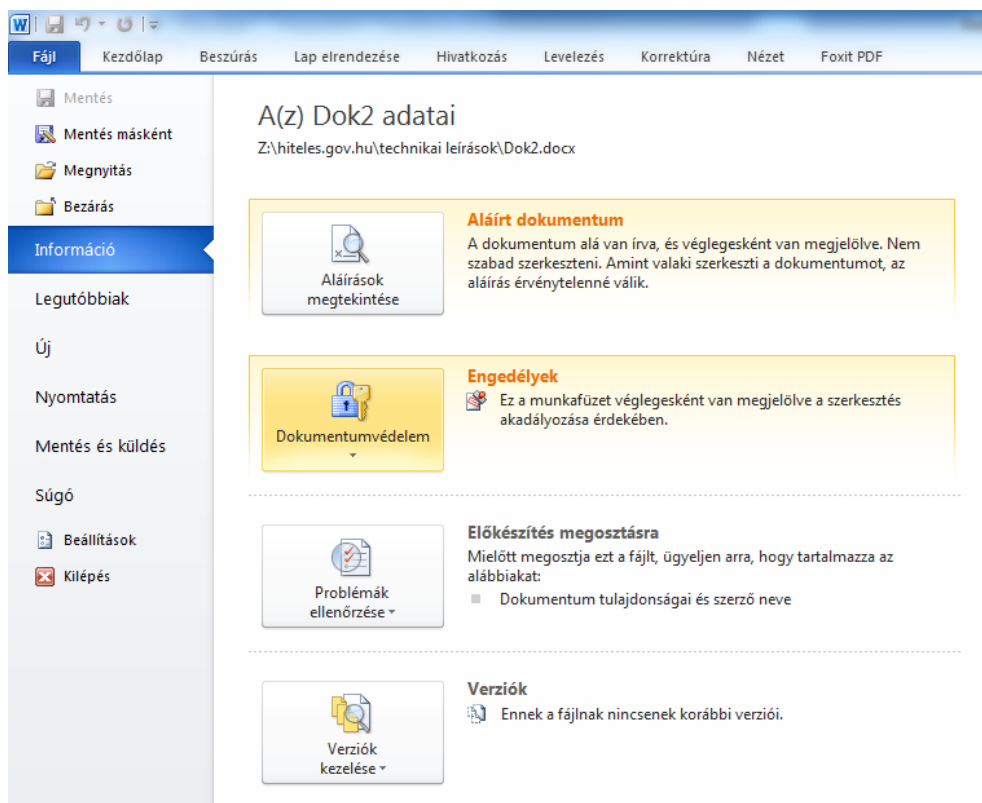 Fájl Kezdőlap Beszúrás Lap elrendezése Hivatkozás Levelezés Korrektúra Nézet Foxit PDF
Mentés
Mentés másként
Megnyitás
Bezárás
Információ
Legutóbbiak
Új
Nyomtatás
Mentés és küldés
Súgó
Beállítások
Kilépés
A(z) Dok2 adatai
Z:\hiteles.gov.hu\technikai leírások\Dok2.docx
Aláírások
megtekintése
Aláírt dokumentum
A dokumentum alá van írva, és véglegesként van megjelölve. Nem
szabad szerkeszteni. Amint valaki szerkeszti a dokumentumot, az
aláírás érvénytelenné válik.
Dokumentumvédelem
Engedélyek
Ez a munkafüzet véglegesként van megjelölve a szerkesztés
akadályozása érdekében.
Problémák
ellenőrzése
Előkészítés megosztásra
Mielőtt megosztja ezt a fájlt, ügyeljen arra, hogy tartalmazza az
alábbiakat:
Dokumentum tulajdonságai és szerző neve
Verziók
kezelése
Verziók
Ennek a fájlnak nincsenek korábbi verziói.